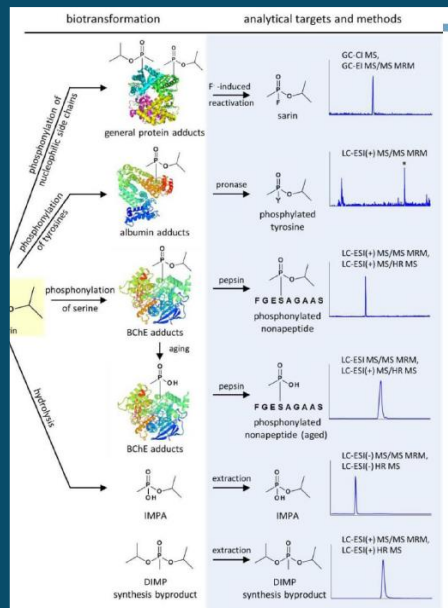 biotransformation
analytical targets and methods
phosphonylation of
nucleophilic side chains
O
P
O
O
P
O
general protein adducts
F⁻-induced
reactivation
O
P
O
F
sarin
GC-CI MS,
GC-EI MS/MS MRM
phosphonylation
of tyrosines
O
P
O
albumin adducts
pronase
O
P
O
Y
phosphylated
tyrosine
LC-ESI(+) MS/MS MRM
*
rin
phosphonylation
of serine
O
P
O
BChE adducts
pepsin
O
P
O
F G E S A G A A S
phosphonylated
nonapeptide
LC-ESI(+) MS/MS MRM,
LC-ESI(+) MS/HR MS
aging
O
P
OH
BChE adducts
pepsin
O
P
OH
F G E S A G A A S
phosphonylated
nonapeptide (aged)
LC-ESI MS/MS MRM,
LC-ESI(+) MS/HR MS
hydrolysis
O
P
O
OH
IMPA
extraction
O
P
O
OH
IMPA
LC-ESI(-) MS/MS MRM,
LC-ESI(-) HR MS
O
O
P
O
DIMP
synthesis byproduct
extraction
O
O
P
O
DIMP
synthesis byproduct
LC-ESI(+) MS/MS MRM,
LC-ESI(+) HR MS